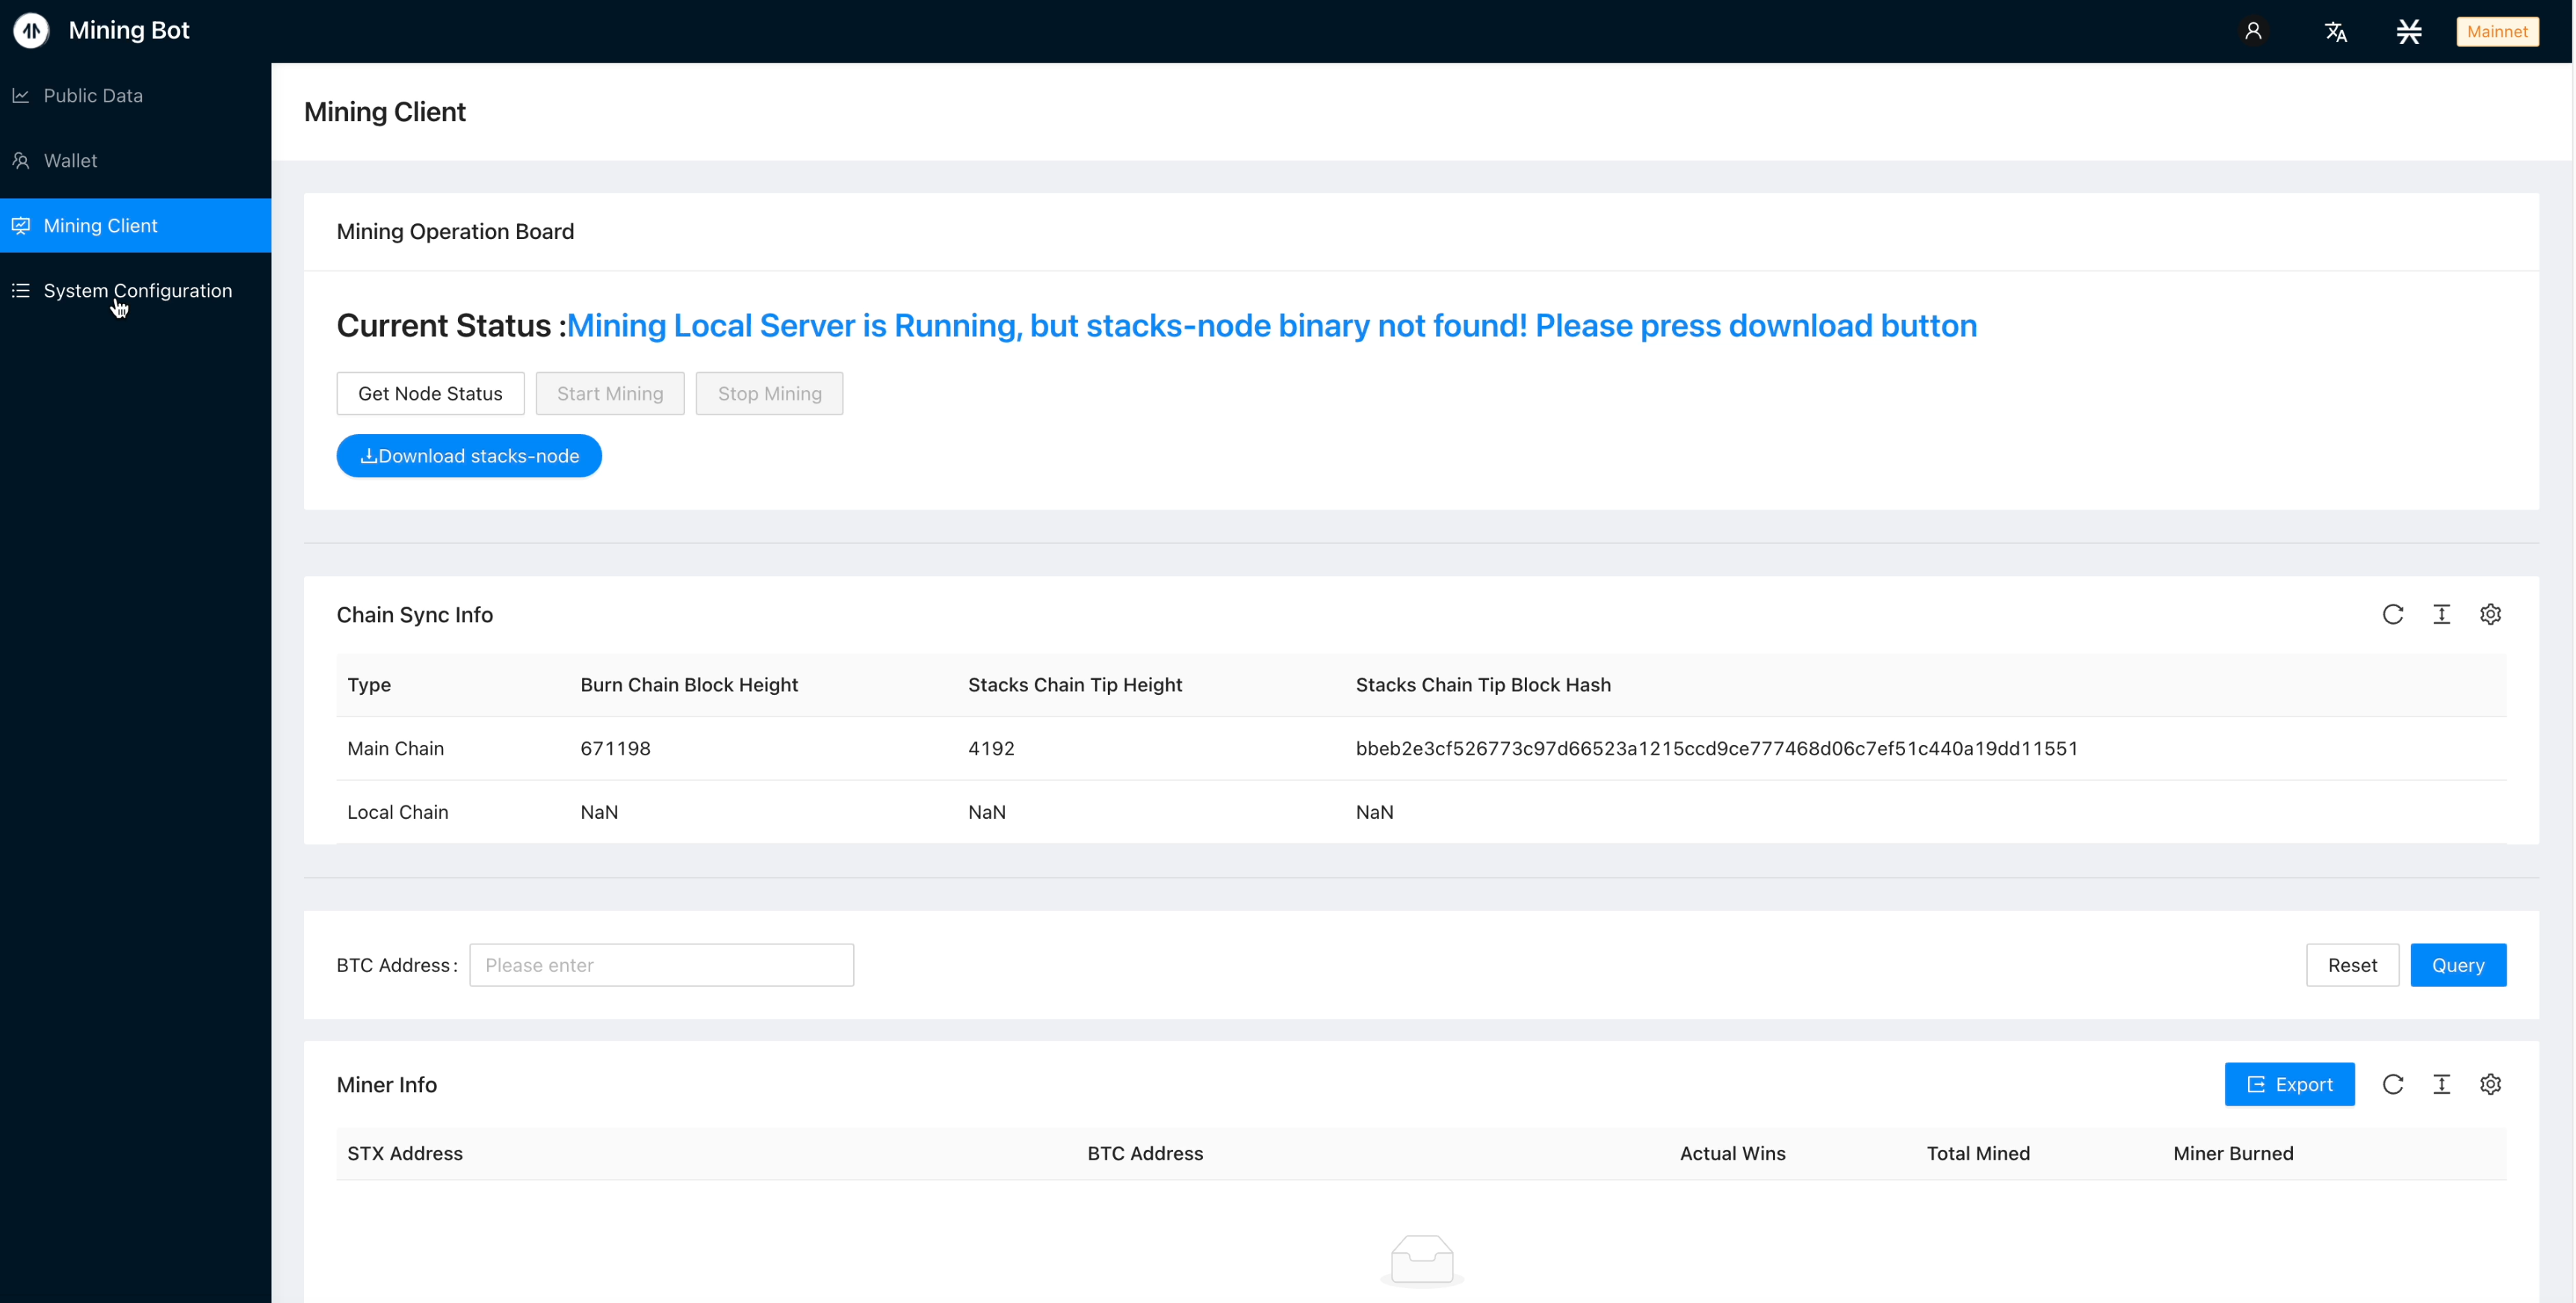 Mining Bot
Mainnet
Public Data
Wallet
Mining Client
System Configuration
Mining Client
Mining Operation Board
Current Status :Mining Local Server is Running, but stacks-node binary not found! Please press download button
Get Node Status Start Mining Stop Mining
Download stacks-node
Chain Sync Info
Type Burn Chain Block Height Stacks Chain Tip Height Stacks Chain Tip Block Hash
Main Chain 671198 4192 bbeb2e3cf526773c97d66523a1215ccd9ce777468d06c7ef51c440a19dd11551
Local Chain NaN NaN NaN
BTC Address : Please enter Reset Query
Miner Info Export
STX Address BTC Address Actual Wins Total Mined Miner Burned